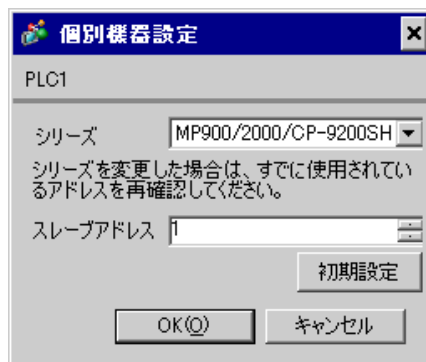 個別機器設定
PLC1
シリーズ MP900/2000/CP-9200SH
シリーズを変更した場合は、すでに使用されてい
るアドレスを再確認してください。
スレーブアドレス 1
初期設定
OK(O) キャンセル